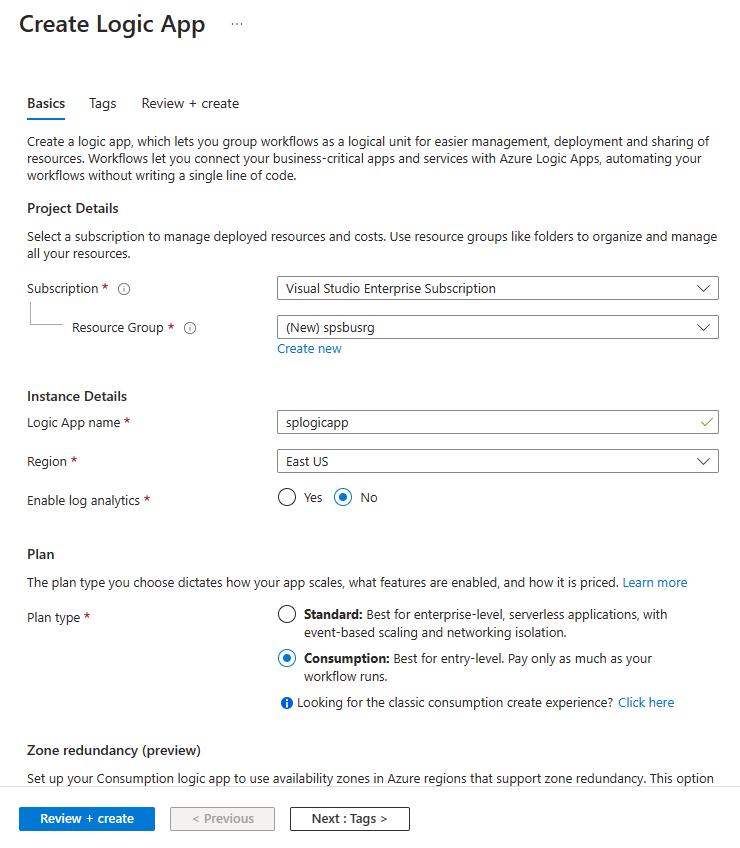 Create Logic App ...
Basics Tags Review + create
Create a logic app, which lets you group workflows as a logical unit for easier management, deployment and sharing of
resources. Workflows let you connect your business-critical apps and services with Azure Logic Apps, automating your
workflows without writing a single line of code.
Project Details
Select a subscription to manage deployed resources and costs. Use resource groups like folders to organize and manage
all your resources.
Subscription * Visual Studio Enterprise Subscription
Resource Group * (New) spsbusrg
Create new
Instance Details
Logic App name * splogicapp
Region * East US
Enable log analytics * Yes No
Plan
The plan type you choose dictates how your app scales, what features are enabled, and how it is priced. Learn more
Plan type * Standard: Best for enterprise-level, serverless applications, with
event-based scaling and networking isolation.
Consumption: Best for entry-level. Pay only as much as your
workflow runs.
Looking for the classic consumption create experience? Click here
Zone redundancy (preview)
Set up your Consumption logic app to use availability zones in Azure regions that support zone redundancy. This option
Review + create < Previous Next : Tags >